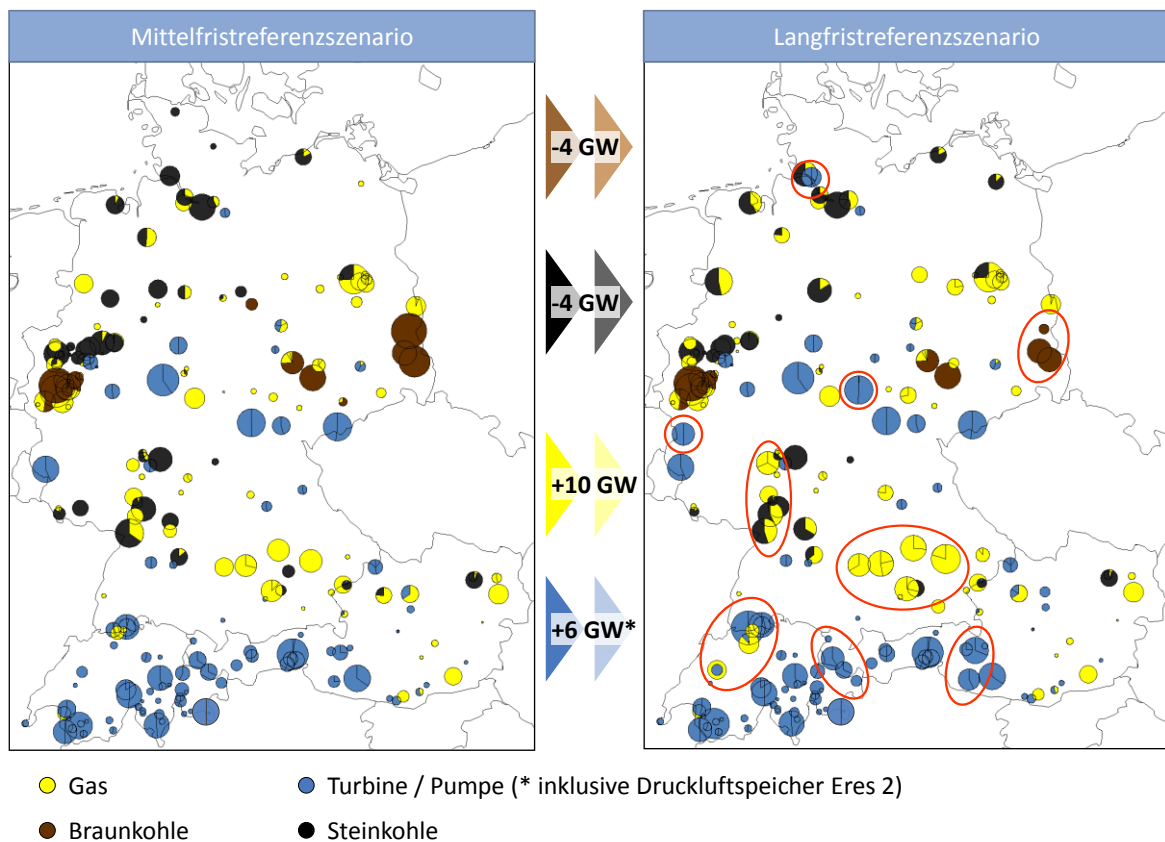 Mittelfristreferenzszenario
Langfristreferenzszenario
-4 GW
-4 GW
+10 GW
+6 GW*
Gas
Turbine / Pumpe (* inklusive Druckluftspeicher Eres 2)
Braunkohle
Steinkohle